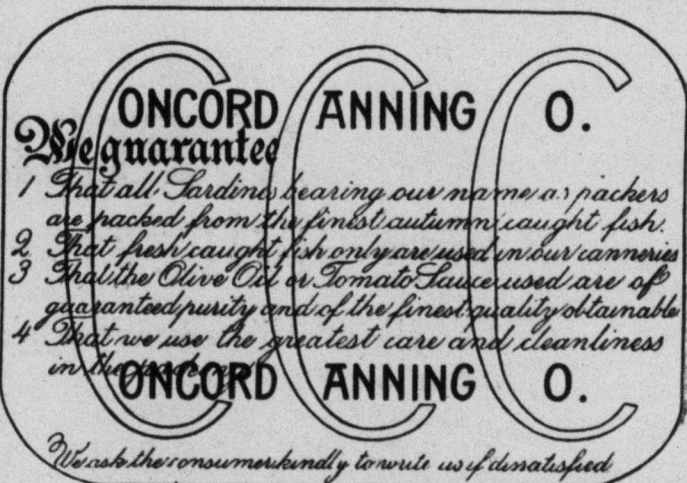 CONCORD CANNING CO.
We guarantee
1 That all Sardines bearing our name as packers
are packed from the finest autumn caught fish.
2 That fresh caught fish only are used in our canneries
3 That the Olive Oil or Tomato Sauce used are of
guaranteed purity and of the finest quality obtainable
4 That we use the greatest care and cleanliness
in the
CONCORD CANNING CO.
We ask the consumer kindly to write us if dissatisfied